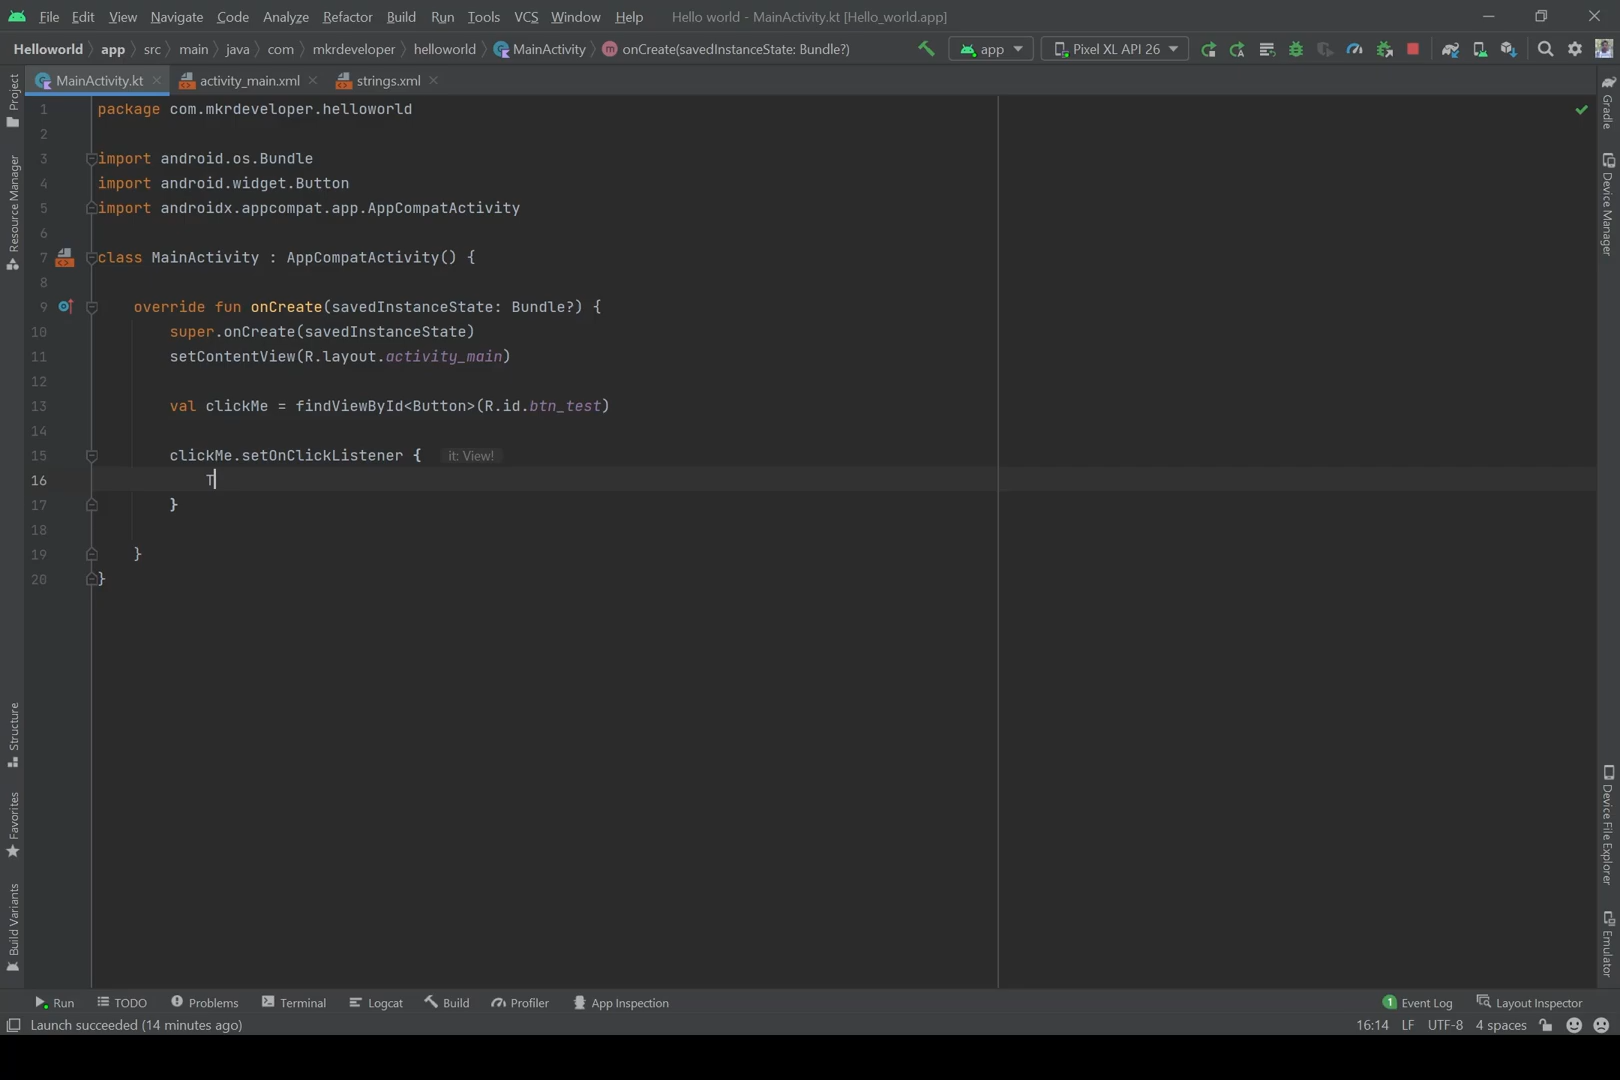 File Edit View Navigate Code Analyze Refactor Build Run Tools VCS Window Help Hello world - MainActivity.kt [Hello_world.app]
Helloworld app src main java com mkrdeveloper helloworld MainActivity onCreate(savedInstanceState: Bundle?) app Pixel XL API 26
MainActivity.kt activity_main.xml strings.xml
Project
Resource Manager
Structure
Favorites
Build Variants
1 package com.mkrdeveloper.helloworld
2
3 import android.os.Bundle
4 import android.widget.Button
5 import androidx.appcompat.app.AppCompatActivity
6
7 class MainActivity : AppCompatActivity() {
8
9 override fun onCreate(savedInstanceState: Bundle?) {
10 super.onCreate(savedInstanceState)
11 setContentView(R.layout.activity_main)
12
13 val clickMe = findViewById<Button>(R.id.btn_test)
14
15 clickMe.setOnClickListener { it: View!
16 T
17 }
18
19 }
20 }
Gradle
Device Manager
Device File Explorer
Emulator
Run TODO Problems Terminal Logcat Build Profiler App Inspection 1 Event Log Layout Inspector
Launch succeeded (14 minutes ago) 16:14 LF UTF-8 4 spaces